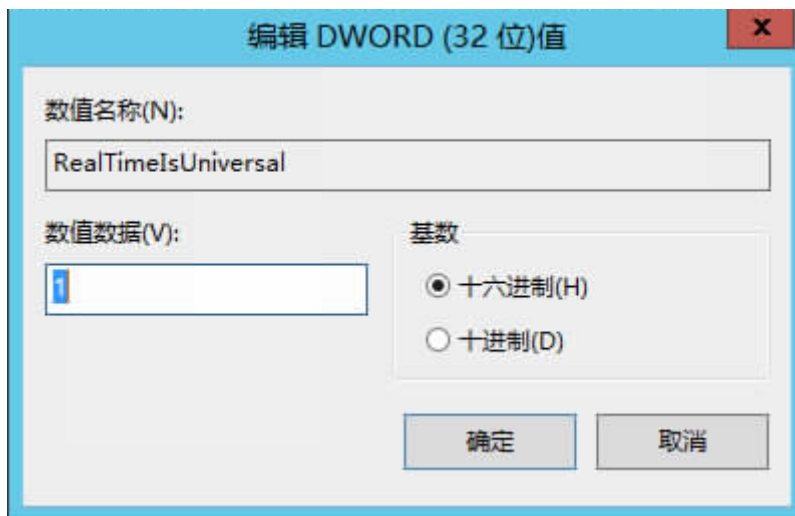 编辑 DWORD (32 位)值
x
数值名称(N):
RealTimeIsUniversal
数值数据(V):
1
基数
十六进制(H)
十进制(D)
确定
取消